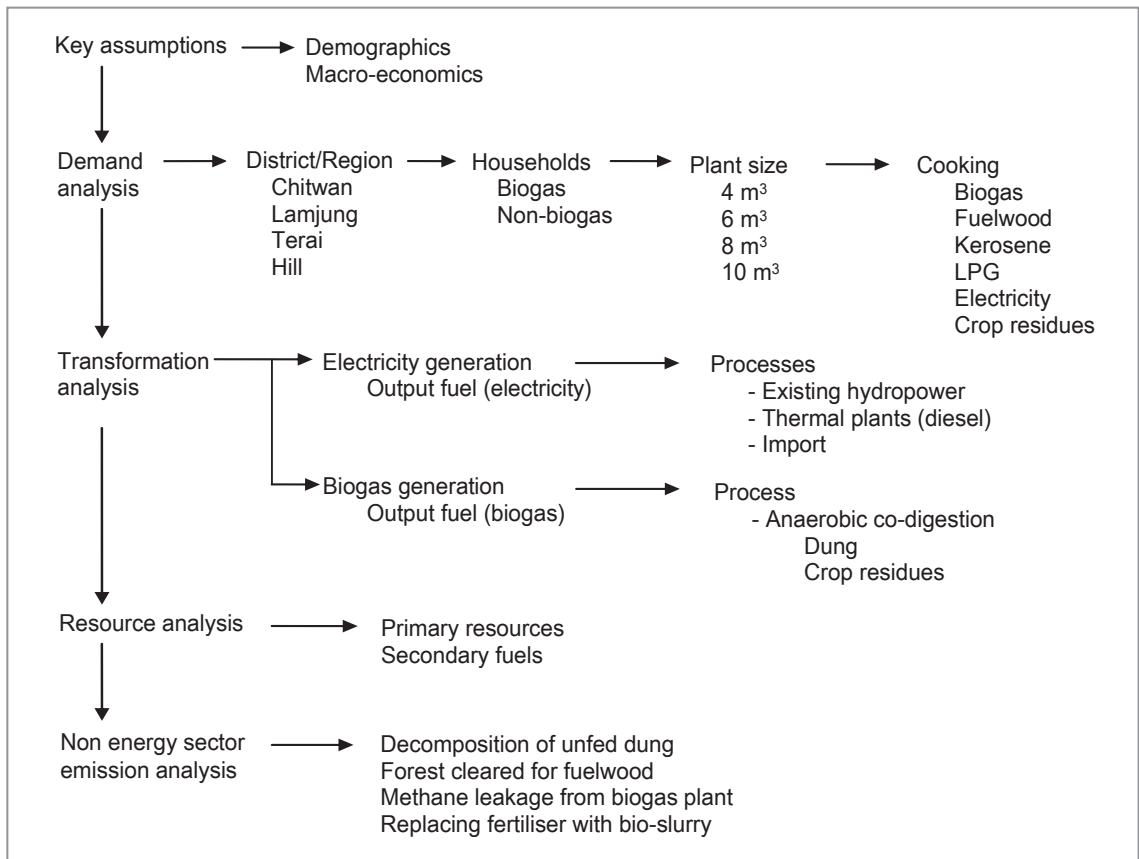 Key assumptions
Demographics
Macro-economics
Demand
analysis
District/Region
Chitwan
Lamjung
Terai
Hill
Households
Biogas
Non-biogas
Plant size
4 m³
6 m³
8 m³
10 m³
Cooking
Biogas
Fuelwood
Kerosene
LPG
Electricity
Crop residues
Transformation
analysis
Electricity generation
Output fuel (electricity)
Processes
- Existing hydropower
- Thermal plants (diesel)
- Import
Biogas generation
Output fuel (biogas)
Process
- Anaerobic co-digestion
Dung
Crop residues
Resource analysis
Primary resources
Secondary fuels
Non energy sector
emission analysis
Decomposition of unfed dung
Forest cleared for fuelwood
Methane leakage from biogas plant
Replacing fertiliser with bio-slurry